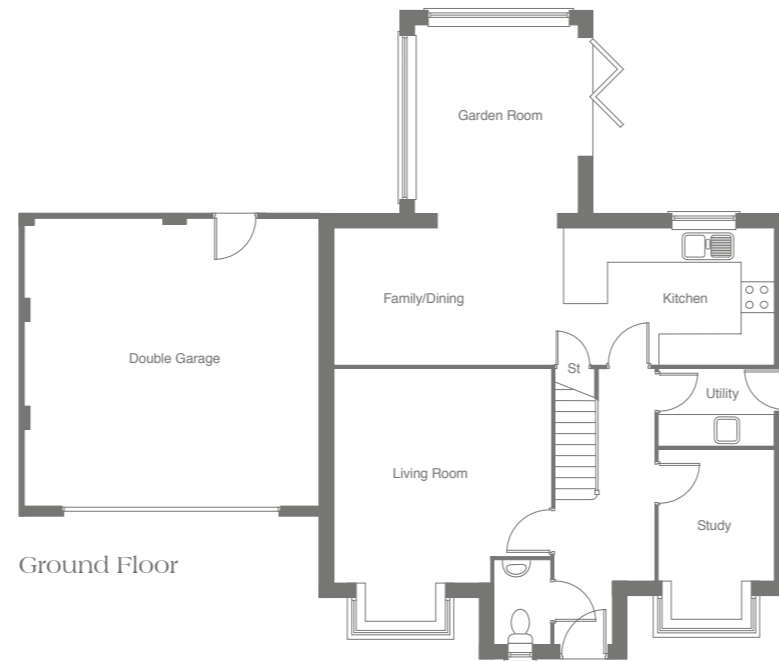 Garden Room
Family/Dining
Kitchen
Double Garage
St
Utility
Living Room
Study
Ground Floor